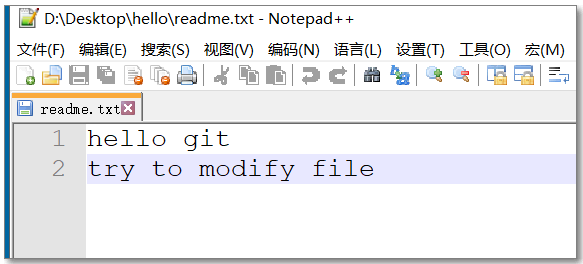 D:\Desktop\hello\readme.txt - Notepad++
文件(F) 编辑(E) 搜索(S) 视图(V) 编码(N) 语言(L) 设置(T) 工具(O) 宏(M)
readme.txt
1 hello git
2 try to modify file